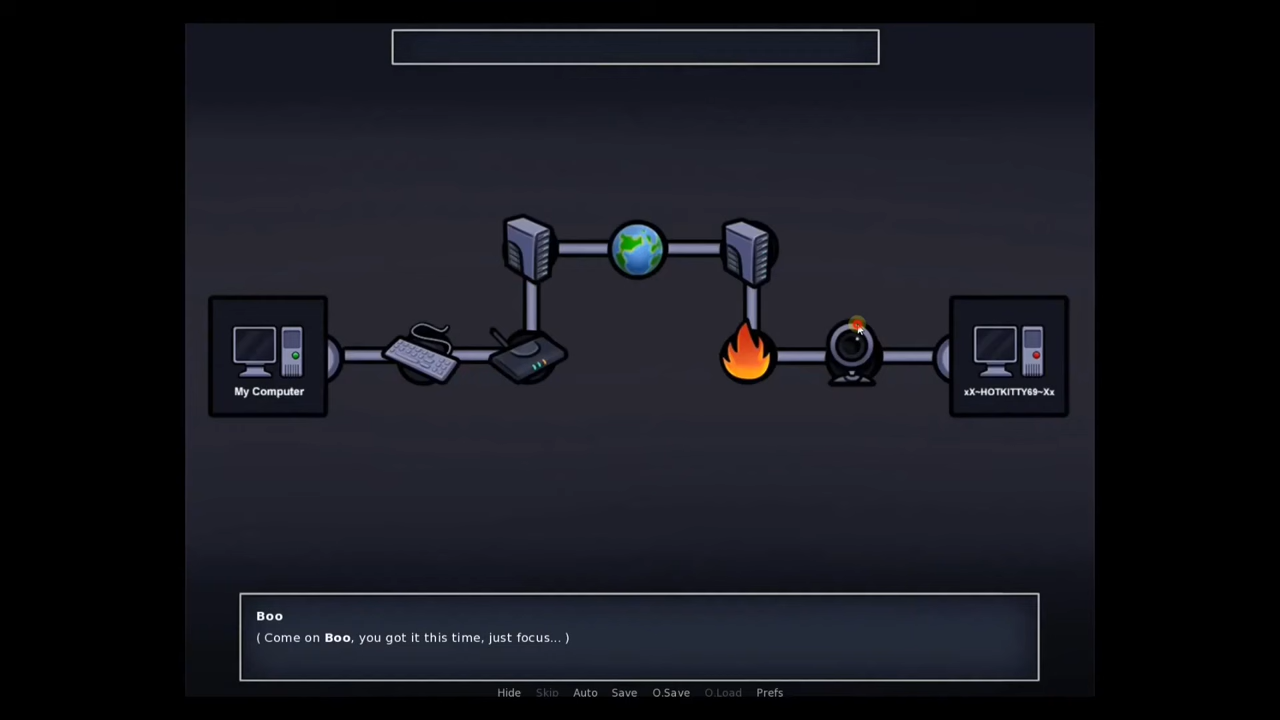 My Computer
xX~HOTKITTY69~Xx
Boo
( Come on Boo, you got it this time, just focus... )
Hide Skip Auto Save Q.Save Q.Load Prefs